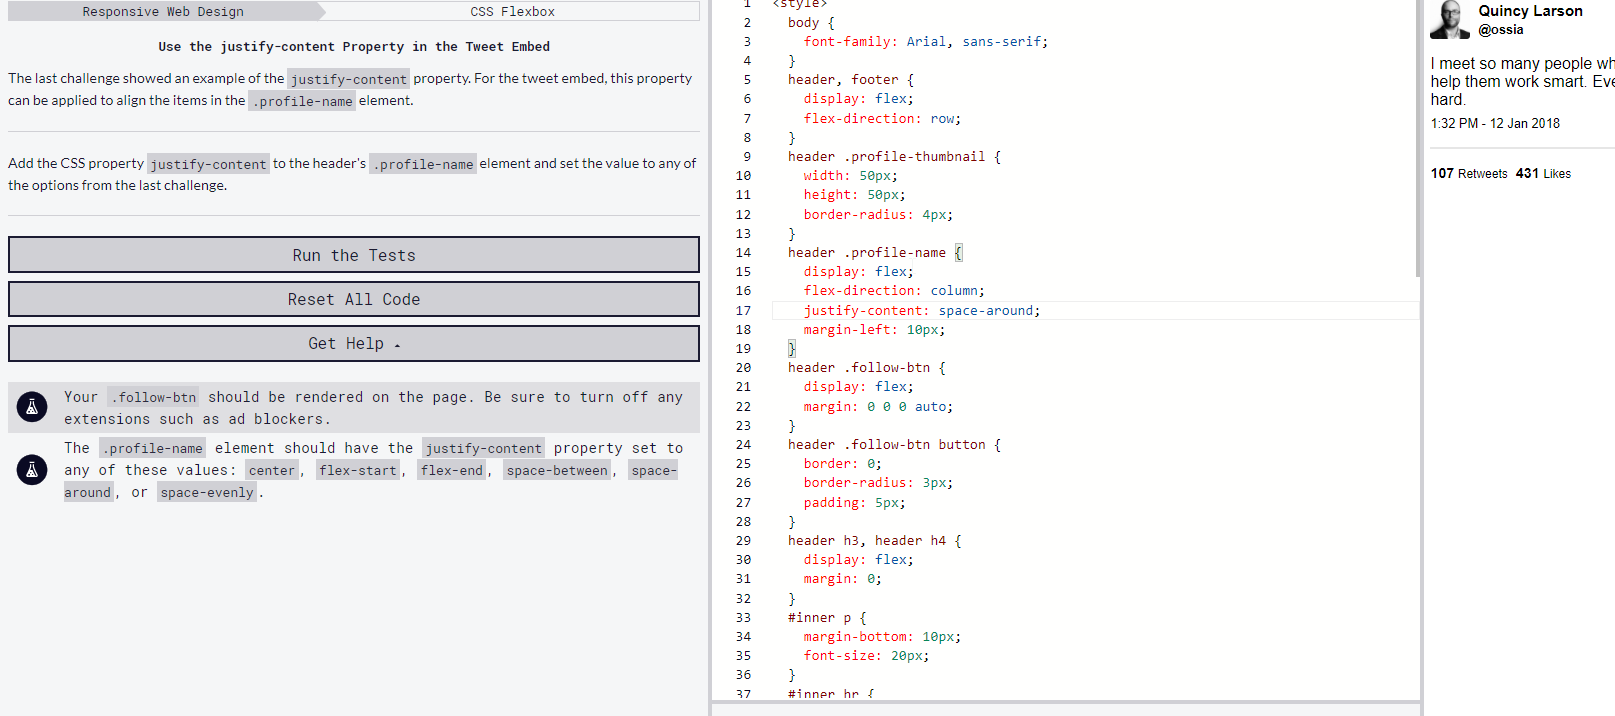 Responsive Web Design
CSS Flexbox
Use the justify-content Property in the Tweet Embed
The last challenge showed an example of the justify-content property. For the tweet embed, this property
can be applied to align the items in the .profile-name element.
Add the CSS property justify-content to the header's .profile-name element and set the value to any of
the options from the last challenge.
Run the Tests
Reset All Code
Get Help
Your .follow-btn should be rendered on the page. Be sure to turn off any
extensions such as ad blockers.
The .profile-name element should have the justify-content property set to
any of these values: center, flex-start, flex-end, space-between, space-
around, or space-evenly.
1 <style>
2 body {
3 font-family: Arial, sans-serif;
4 }
5 header, footer {
6 display: flex;
7 flex-direction: row;
8 }
9 header .profile-thumbnail {
10 width: 50px;
11 height: 50px;
12 border-radius: 4px;
13 }
14 header .profile-name {
15 display: flex;
16 flex-direction: column;
17 justify-content: space-around;
18 margin-left: 10px;
19 }
20 header .follow-btn {
21 display: flex;
22 margin: 0 0 0 auto;
23 }
24 header .follow-btn button {
25 border: 0;
26 border-radius: 3px;
27 padding: 5px;
28 }
29 header h3, header h4 {
30 display: flex;
31 margin: 0;
32 }
33 #inner p {
34 margin-bottom: 10px;
35 font-size: 20px;
36 }
37 #inner hr {
Quincy Larson
@ossia
I meet so many people wh
help them work smart. Eve
hard.
1:32 PM - 12 Jan 2018
107 Retweets 431 Likes